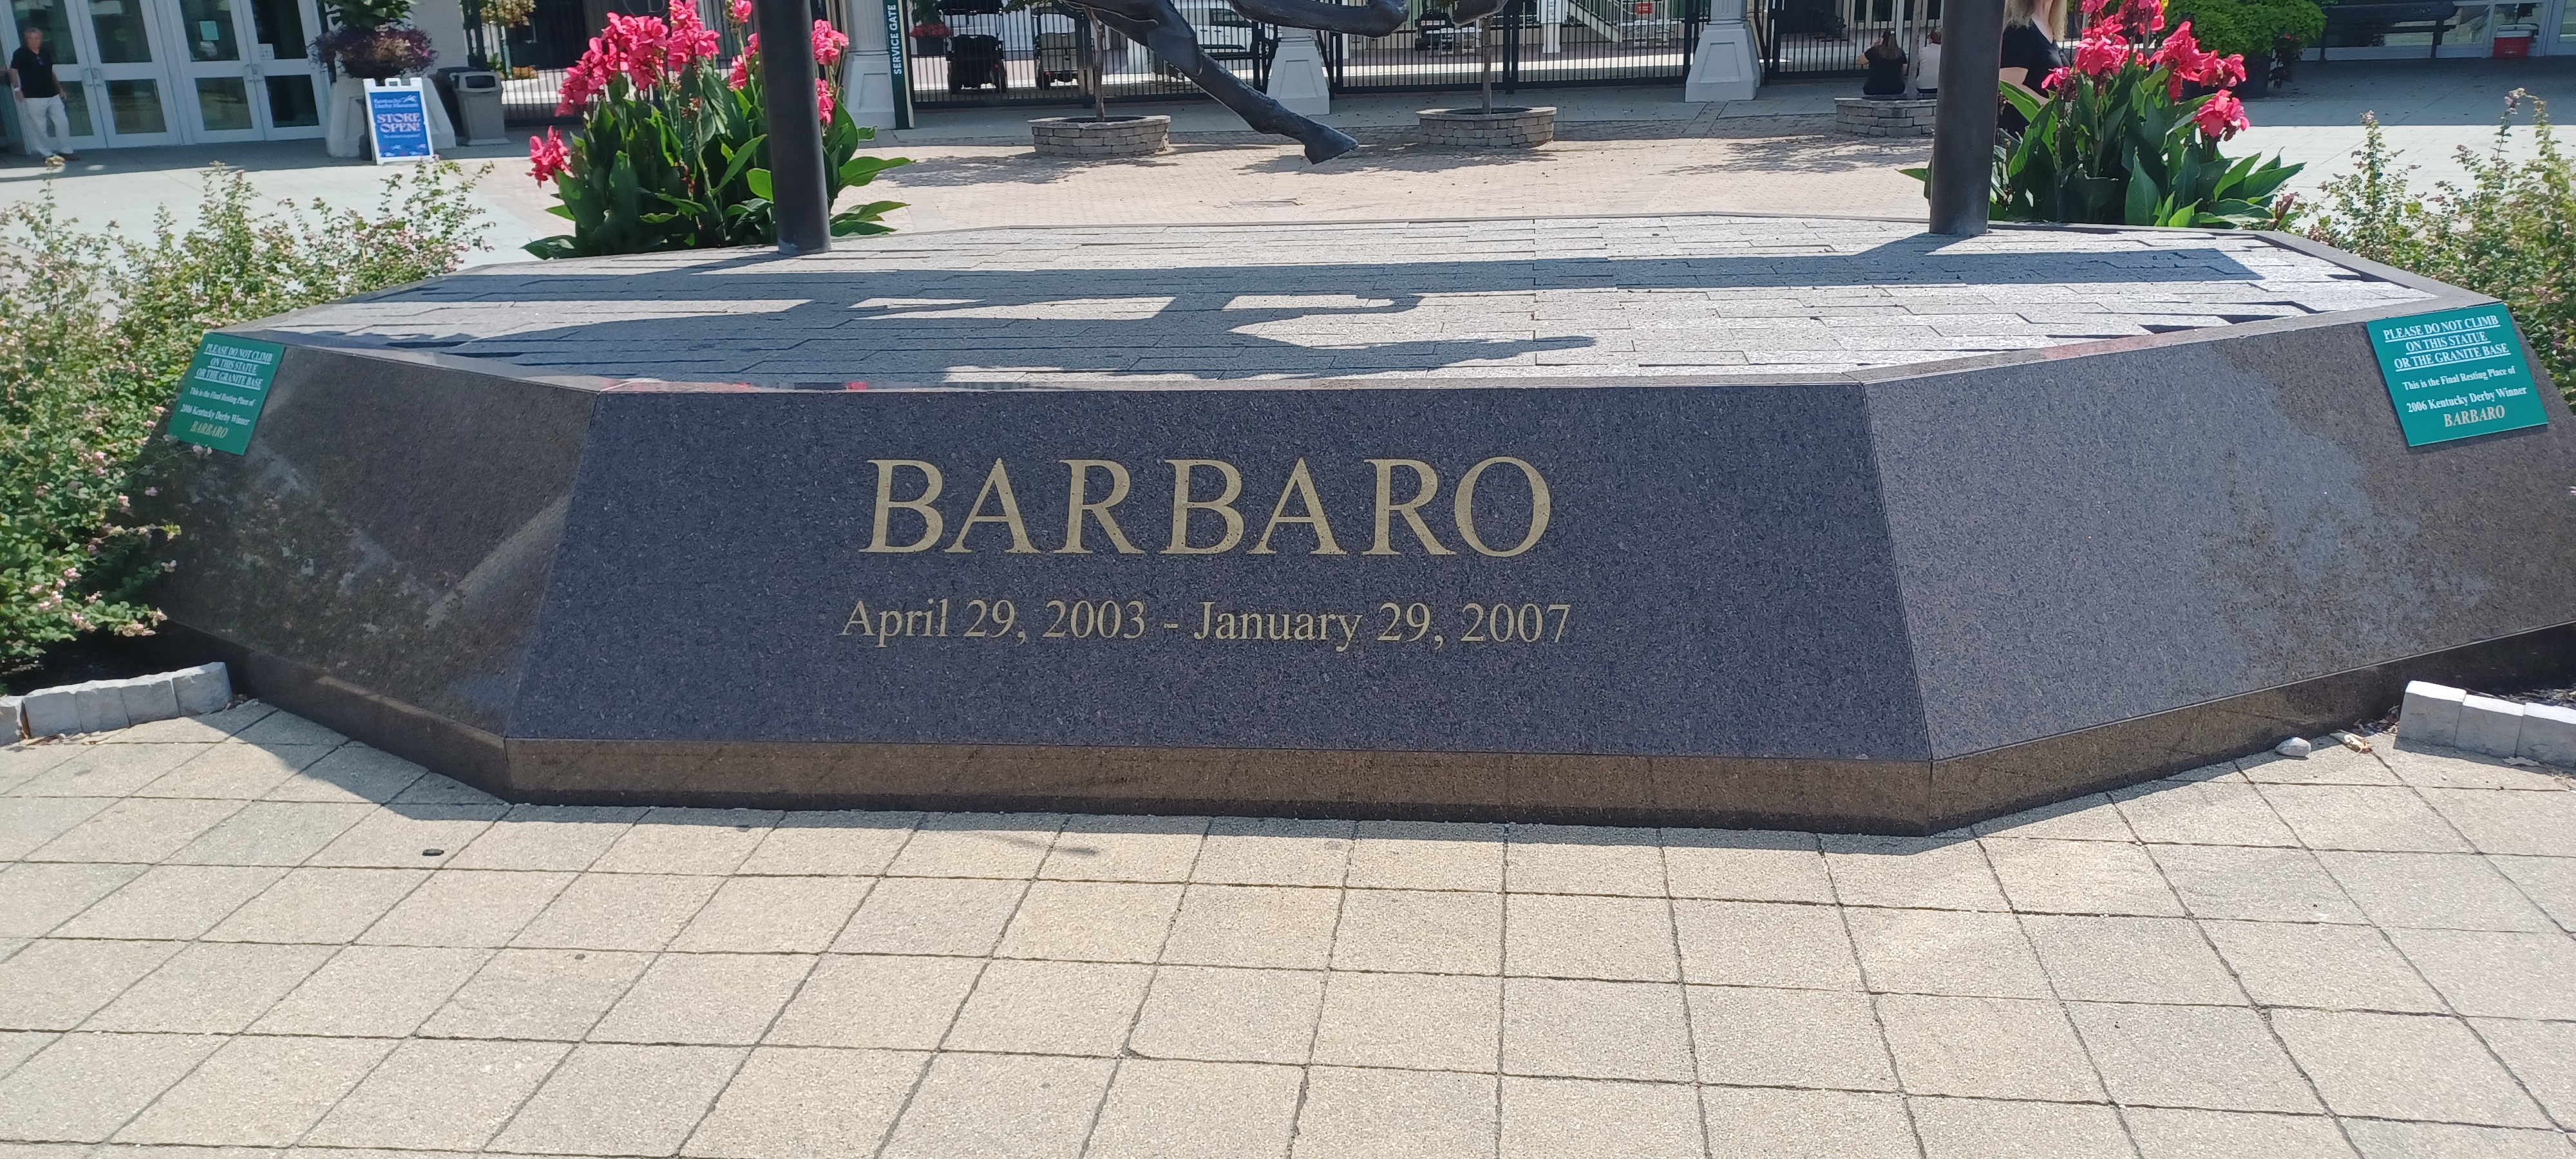 SERVICE GATE
Kentucky
Derby Museum
STORE
OPEN!
PLEASE DO NOT CLIMB
ON THIS STATUE
OR THE GRANITE BASE
This is the Final Resting Place of
2006 Kentucky Derby Winner
BARBARO
PLEASE DO NOT CLIMB
ON THIS STATUE
OR THE GRANITE BASE
This is the Final Resting Place of
2006 Kentucky Derby Winner
BARBARO
BARBARO
April 29, 2003 - January 29, 2007